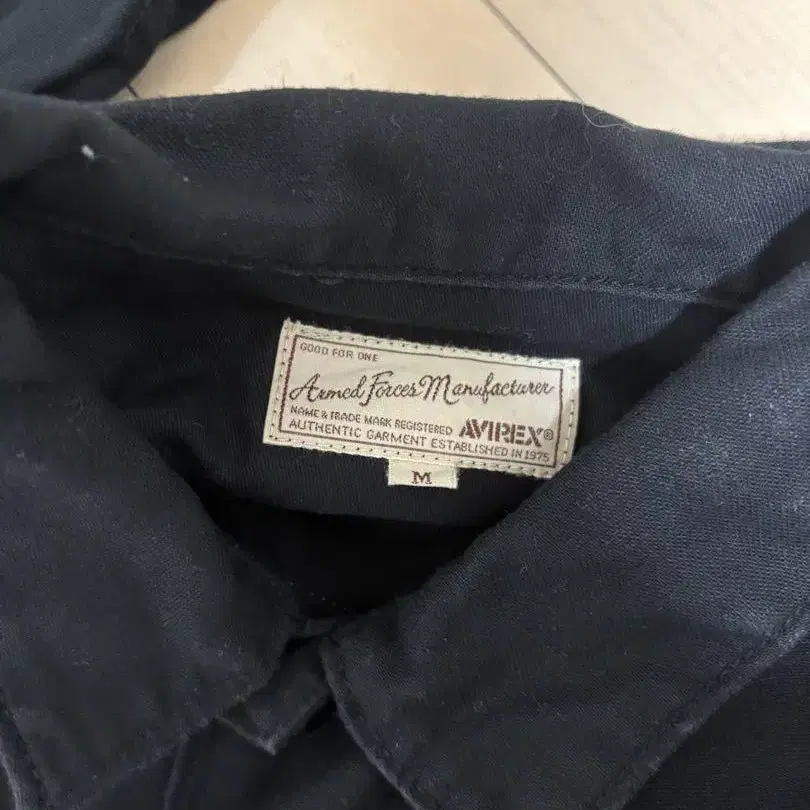 GOOD FOR ONE
Armed Forces Manufacturer
NAME & TRADE MARK REGISTERED AVIREX®
AUTHENTIC GARMENT ESTABLISHED IN 1975
M